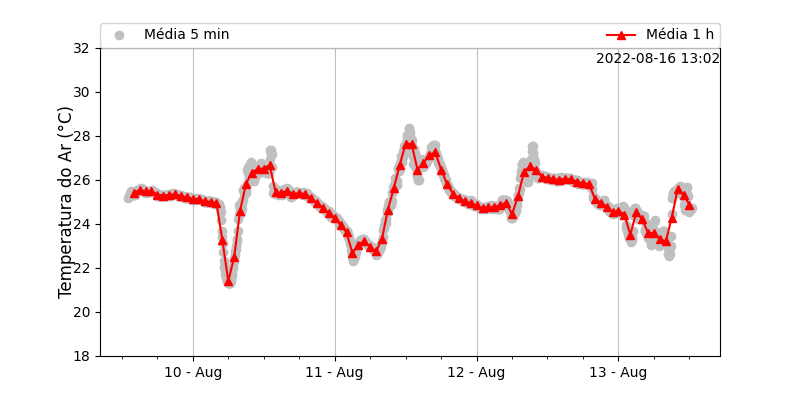 Média 5 min
Média 1 h
2022-08-16 13:02
Temperatura do Ar (°C)
32
30
28
26
24
22
20
18
10 - Aug
11 - Aug
12 - Aug
13 - Aug